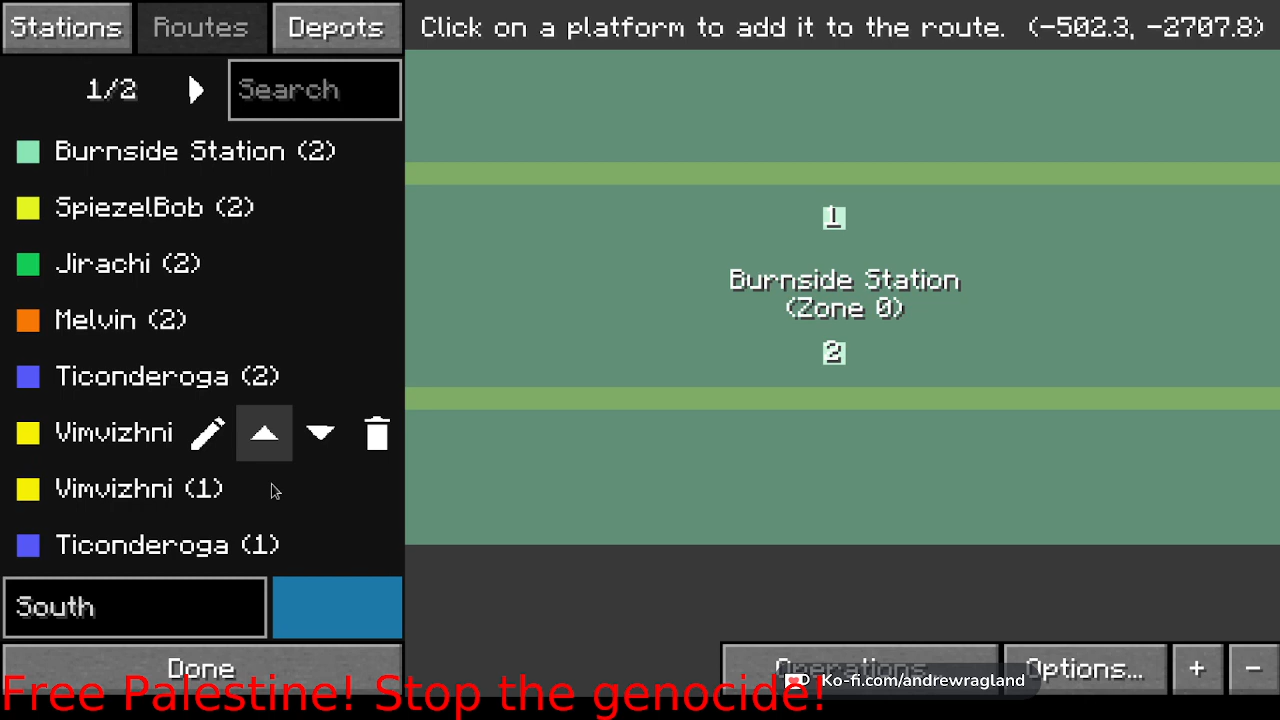 Stations Routes Depots Click on a platform to add it to the route. (-502.3, -2707.8)
1/2 Search
Burnside Station (2)
SpiezelBob (2)
Jirachi (2)
Melvin (2)
Ticonderoga (2)
Vimvizhni
Vimvizhni (1)
Ticonderoga (1)
South
Done
1
Burnside Station
(Zone 0)
2
Operations Options... + -
Ko-fi.com/andrewragland
Free Palestine! Stop the genocide!